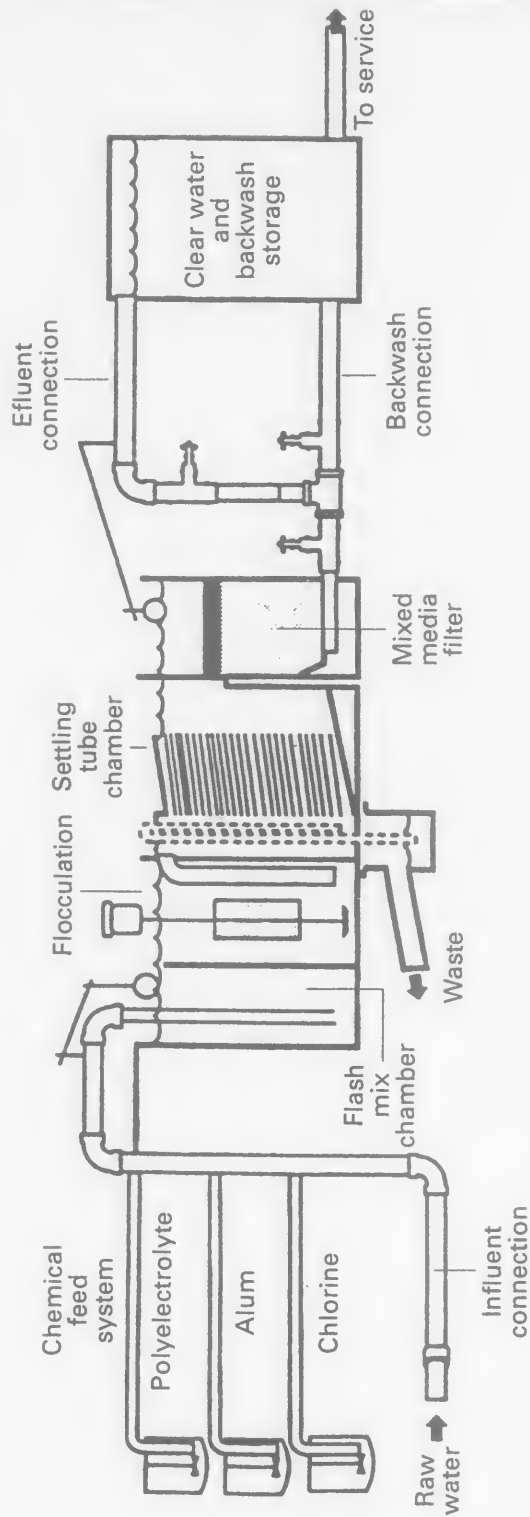 Chemical
feed
system
Polyelectrolyte
Alum
Chlorine
Raw
water
Influent
connection
Flash
mix
chamber
Flocculation
Settling
tube
chamber
Waste
Mixed
media
filter
Efluent
connection
Backwash
connection
Clear water
and
backwash
storage
To service